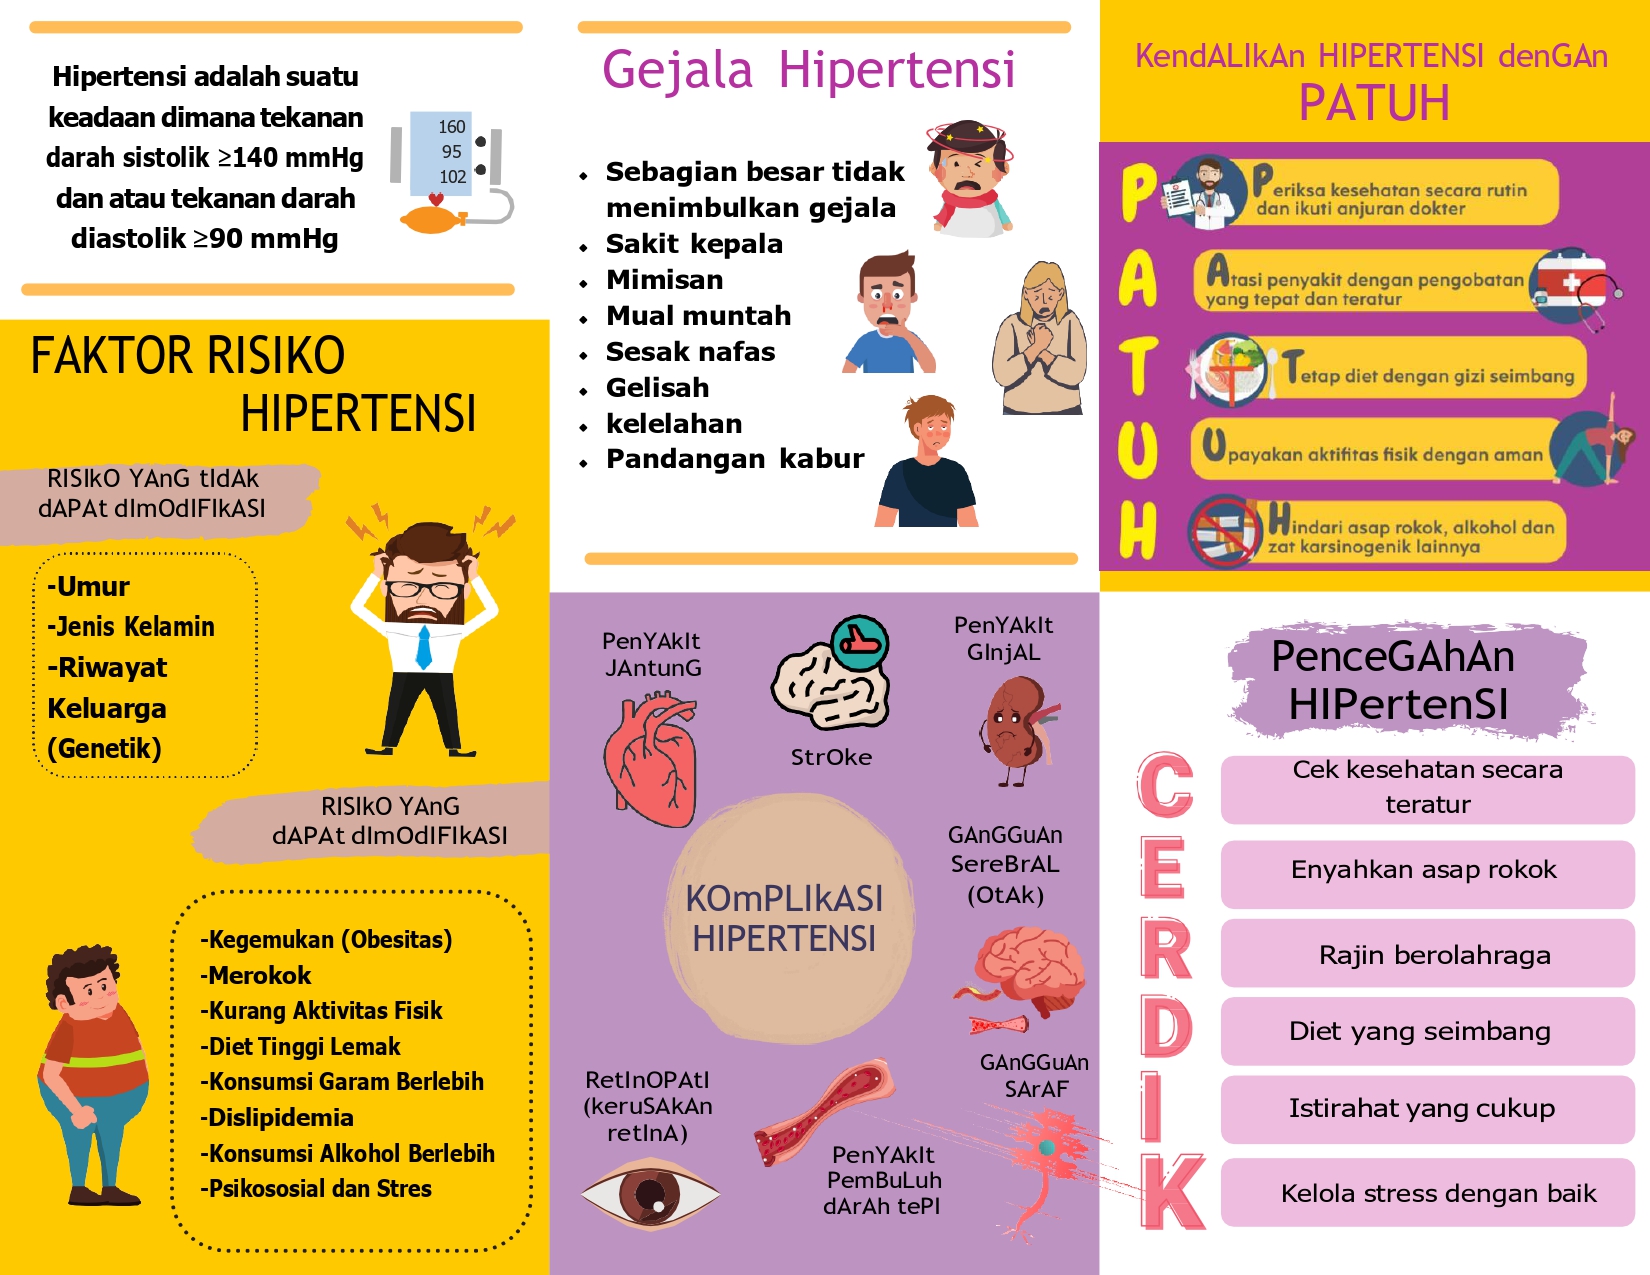 Hipertensi adalah suatu
keadaan dimana tekanan
darah sistolik ≥140 mmHg
dan atau tekanan darah
diastolik ≥90 mmHg
160
95
102
FAKTOR RISIKO
HIPERTENSI
RISIkO YAnG tIdAk
dAPAt dImOdIFIkASI
-Umur
-Jenis Kelamin
-Riwayat
Keluarga
(Genetik)
RISIkO YAnG
dAPAt dImOdIFIkASI
-Kegemukan (Obesitas)
-Merokok
-Kurang Aktivitas Fisik
-Diet Tinggi Lemak
-Konsumsi Garam Berlebih
-Dislipidemia
-Konsumsi Alkohol Berlebih
-Psikososial dan Stres
Gejala Hipertensi
• Sebagian besar tidak
menimbulkan gejala
• Sakit kepala
• Mimisan
• Mual muntah
• Sesak nafas
• Gelisah
• kelelahan
• Pandangan kabur
PenYAkIt
JAntunG
StrOke
PenYAkIt
GInjAL
GAnGGuAn
SereBrAL
(OtAk)
KOmPLIkASI
HIPERTENSI
GAnGGuAn
SArAF
RetInOPAtI
(keruSAkAn
retInA)
PenYAkIt
PemBuLuh
dArAh tePI
KendALIkAn HIPERTENSI denGAn
PATUH
P
Periksa kesehatan secara rutin
dan ikuti anjuran dokter
A
Atasi penyakit dengan pengobatan
yang tepat dan teratur
T
Tetap diet dengan gizi seimbang
U
Upayakan aktifitas fisik dengan aman
H
Hindari asap rokok, alkohol dan
zat karsinogenik lainnya
PenceGAhAn
HIPertenSI
C
Cek kesehatan secara
teratur
E
Enyahkan asap rokok
R
Rajin berolahraga
D
Diet yang seimbang
I
Istirahat yang cukup
K
Kelola stress dengan baik